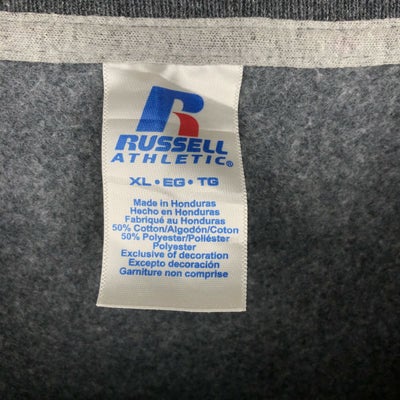 R
RUSSELL
ATHLETIC®
XL • EG • TG
Made in Honduras
Hecho en Honduras
Fabriqué au Honduras
50% Cotton/Algodón/Coton
50% Polyester/Poliéster
Polyester
Exclusive of decoration
Excepto decoración
Garniture non comprise